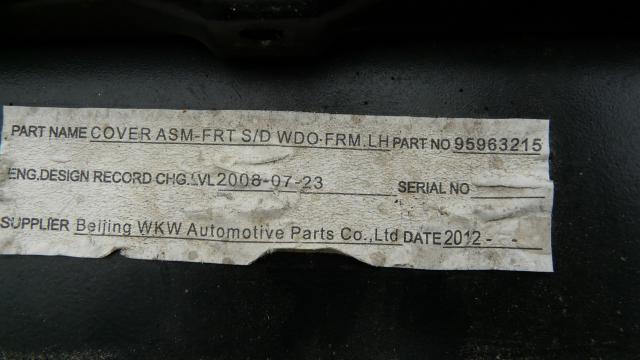 PART NAME COVER ASM-FRT S/D WDO-FRM.LH PART NO 95963215
ENG.DESIGN RECORD CHG.LVL 2008-07-23 SERIAL NO
SUPPLIER Beijing WKW Automotive Parts Co.,Ltd DATE 2012- -